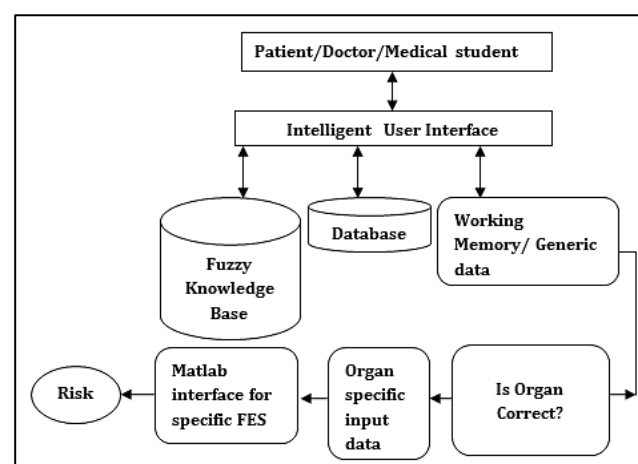 Patient/Doctor/Medical student
Intelligent User Interface
Fuzzy
Knowledge
Base
Database
Working
Memory/ Generic
data
Risk
Matlab
interface for
specific FES
Organ
specific
input
data
Is Organ
Correct?